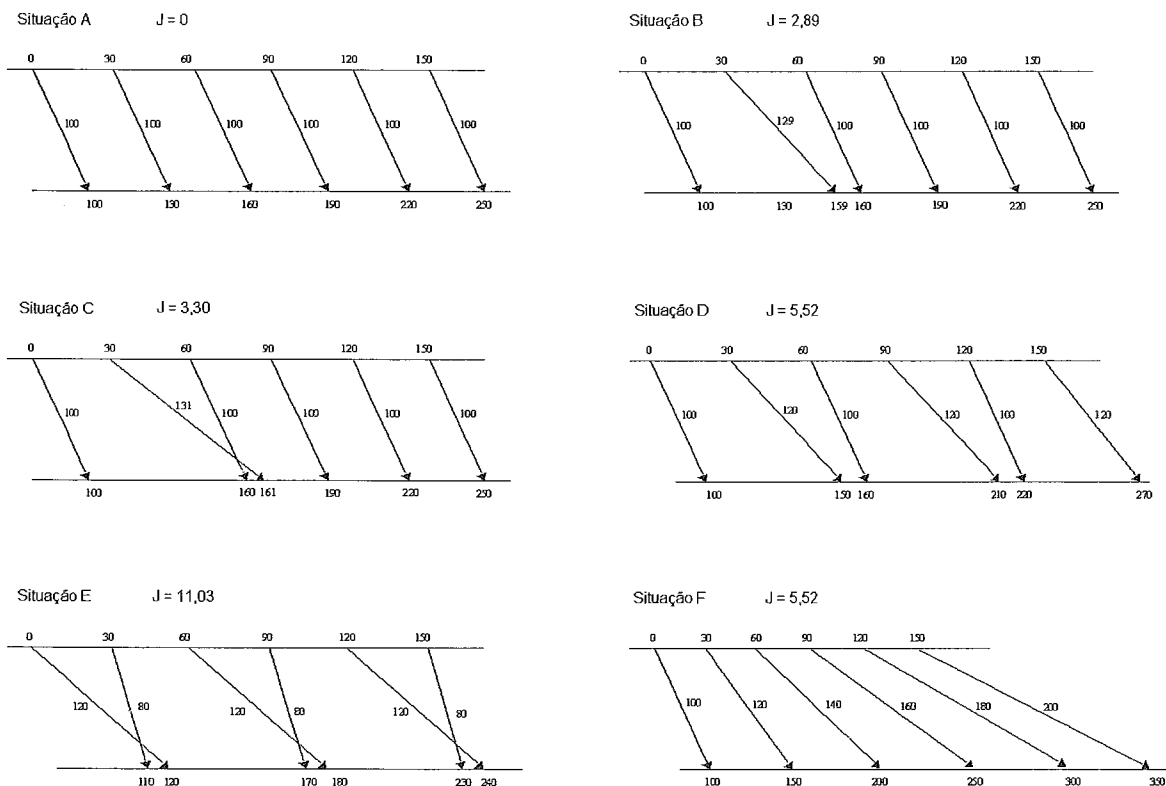 Situação A J = 0
0 30 60 90 120 150
100 100 100 100 100 100
100 130 160 190 220 250
Situação B J = 2,89
0 30 60 90 120 150
100 129 100 100 100 100
100 130 159 160 190 220 250
Situação C J = 3,30
0 30 60 90 120 150
100 131 100 100 100 100
100 160 161 190 220 250
Situação D J = 5,52
0 30 60 90 120 150
100 120 100 120 100 120
100 150 160 210 220 270
Situação E J = 11,03
0 30 60 90 120 150
120 80 120 80 120 80
110 120 170 180 230 240
Situação F J = 5,52
0 30 60 90 120 150
100 120 140 160 180 200
100 150 200 250 300 350